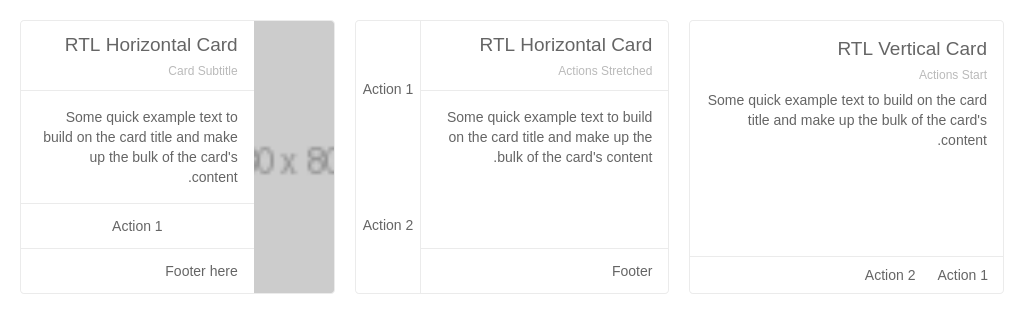 RTL Horizontal Card
Card Subtitle
Some quick example text to
build on the card title and make
up the bulk of the card's
.content
Action 1
Footer here
0 x 80
Action 1
Action 2
RTL Horizontal Card
Actions Stretched
Some quick example text to build
on the card title and make up the
.bulk of the card's content
Footer
RTL Vertical Card
Actions Start
Some quick example text to build on the card
title and make up the bulk of the card's
.content
Action 2 Action 1